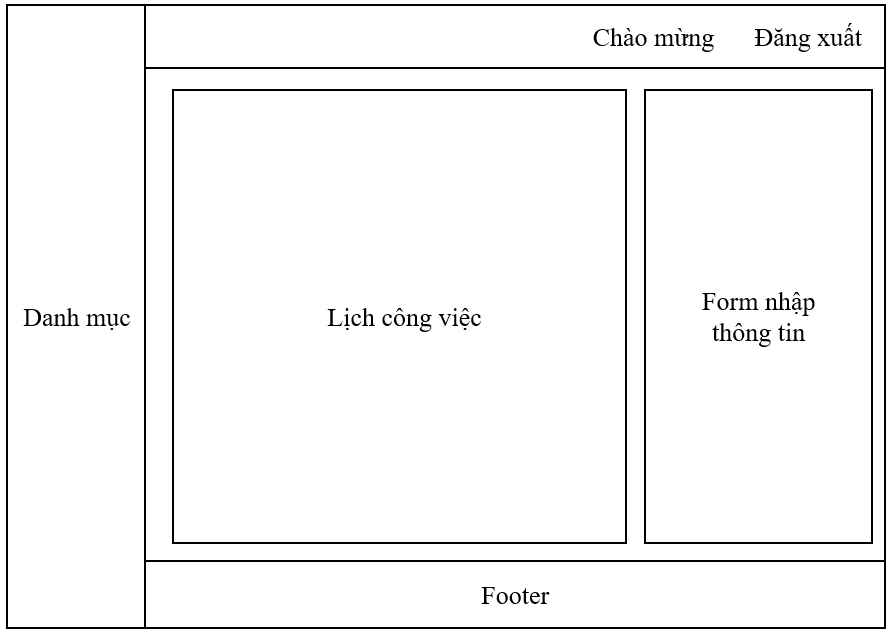 Chào mừng Đăng xuất
Danh mục
Lịch công việc
Form nhập
thông tin
Footer